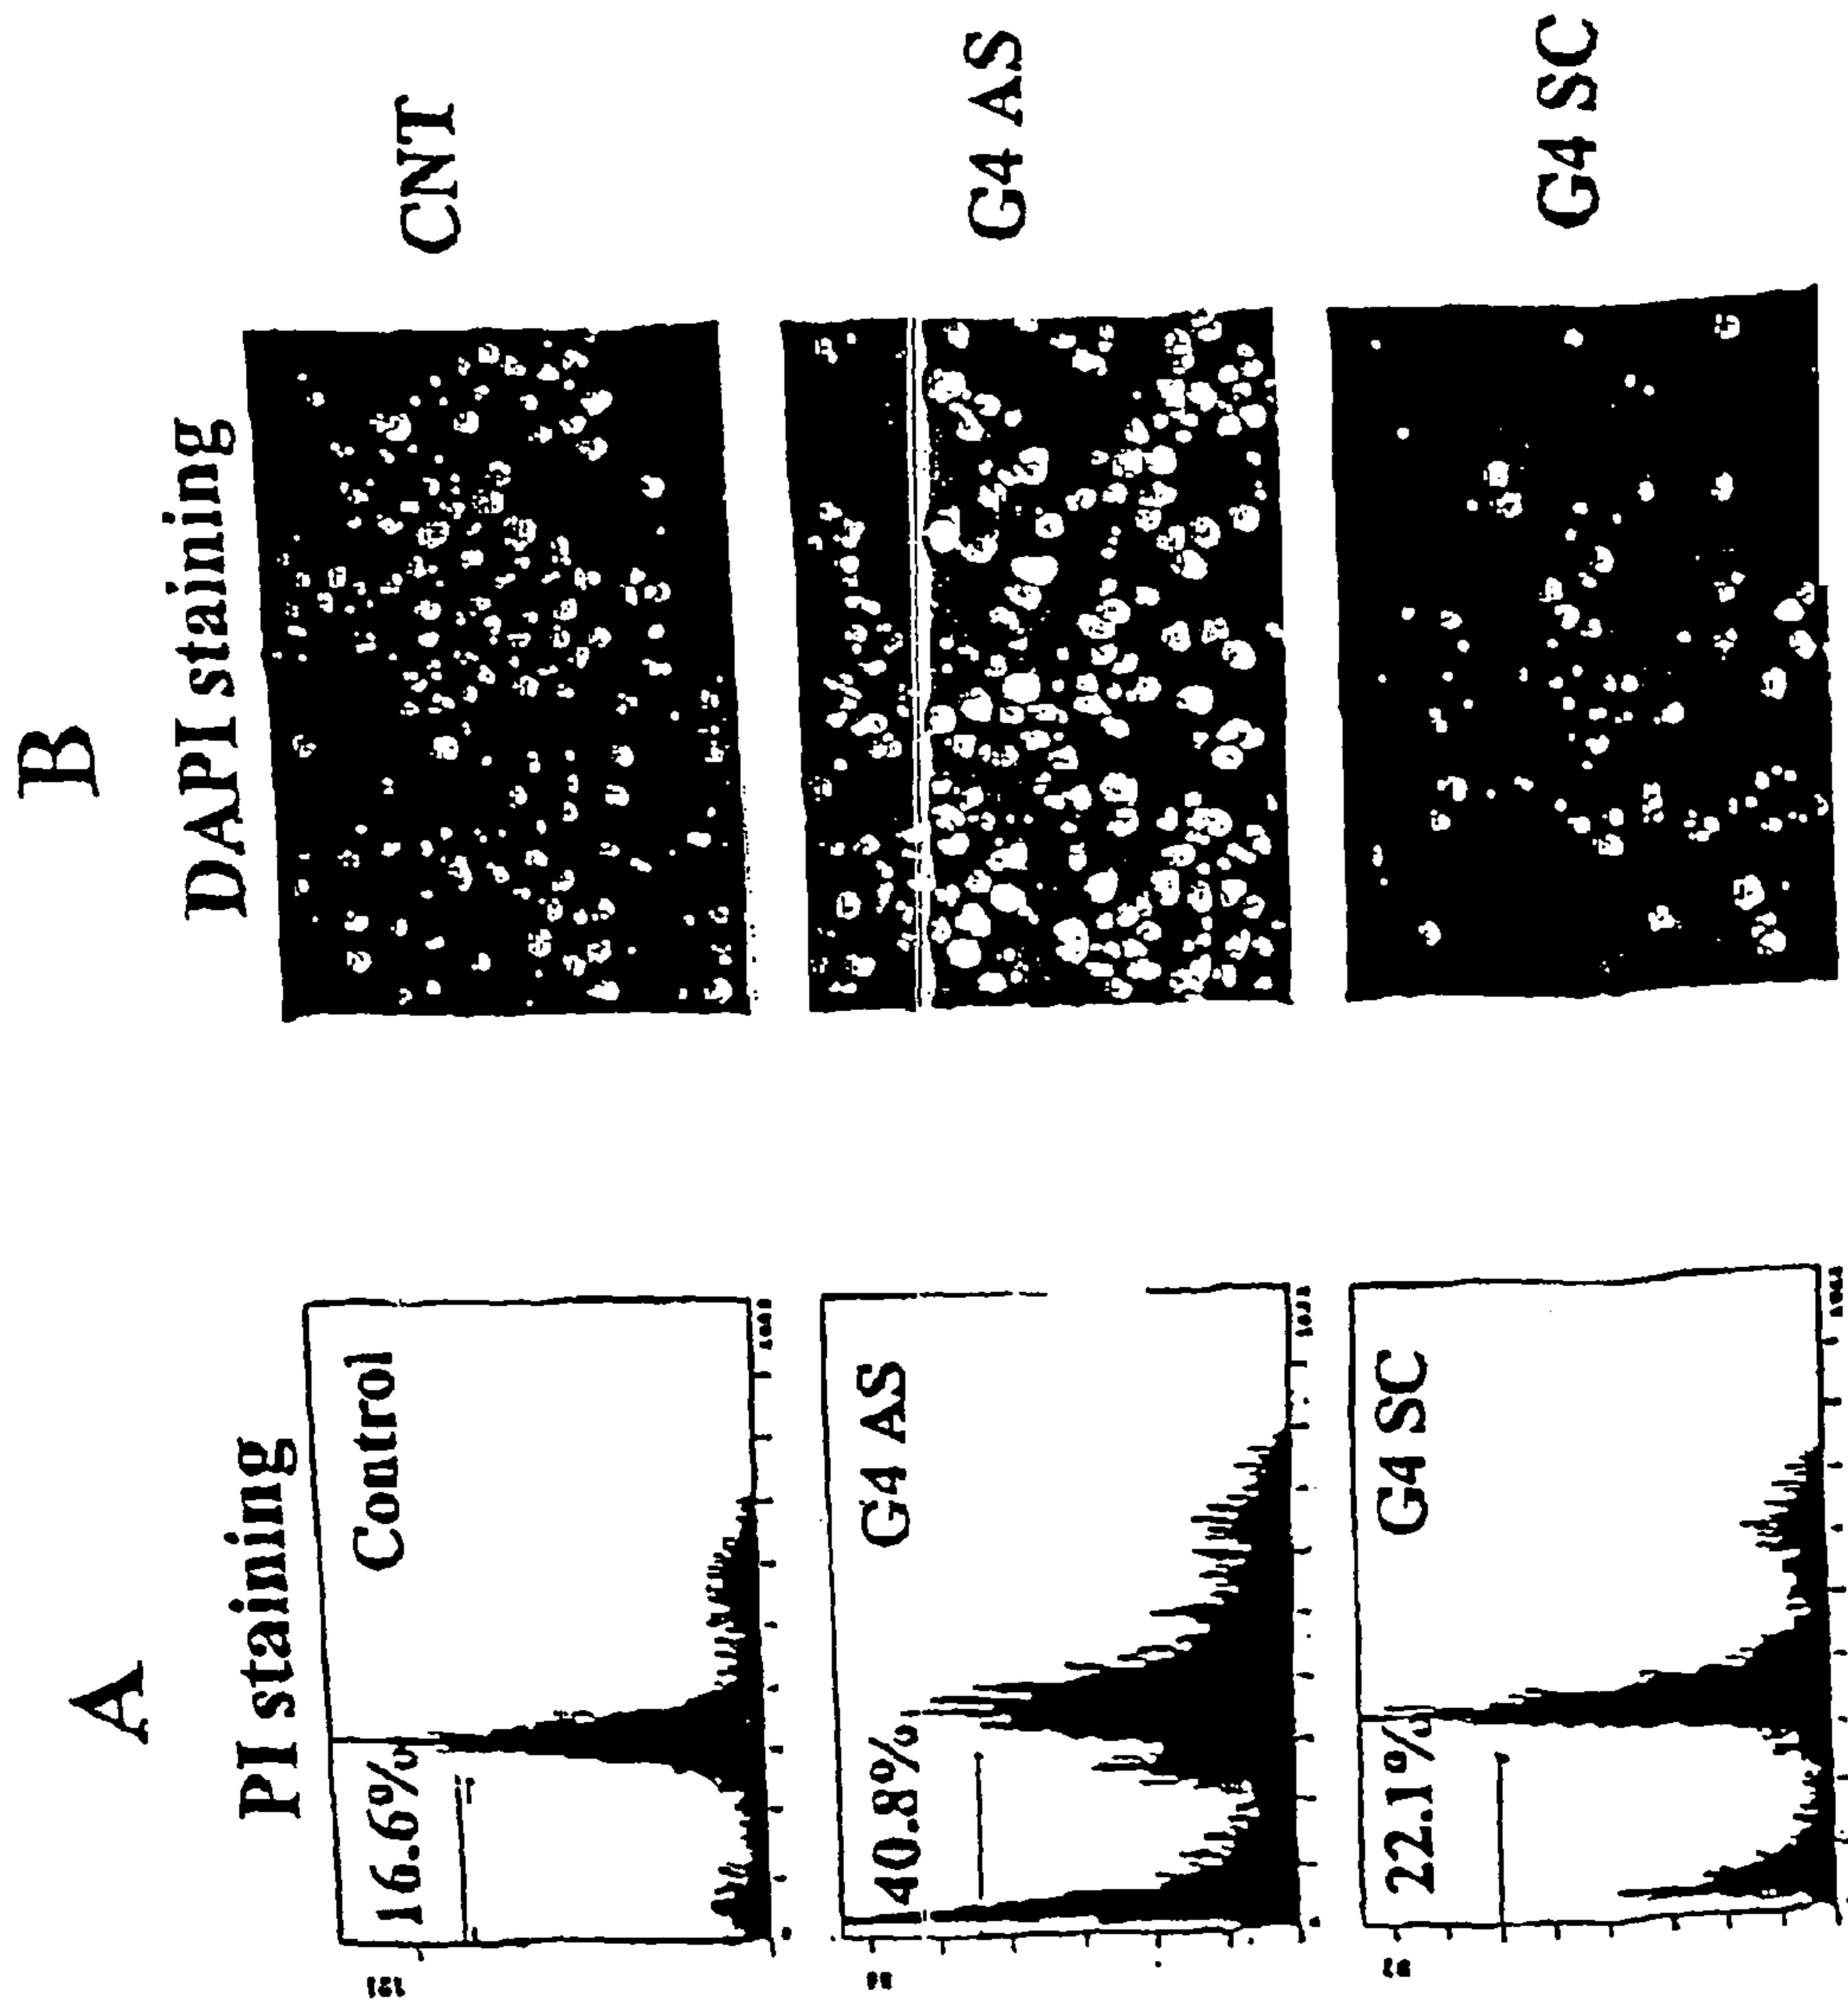 A
PI staining
Control
16.6%
G4 AS
40.8%
G4 SC
22.1%
B
DAPI staining
CNT
G4 AS
G4 SC